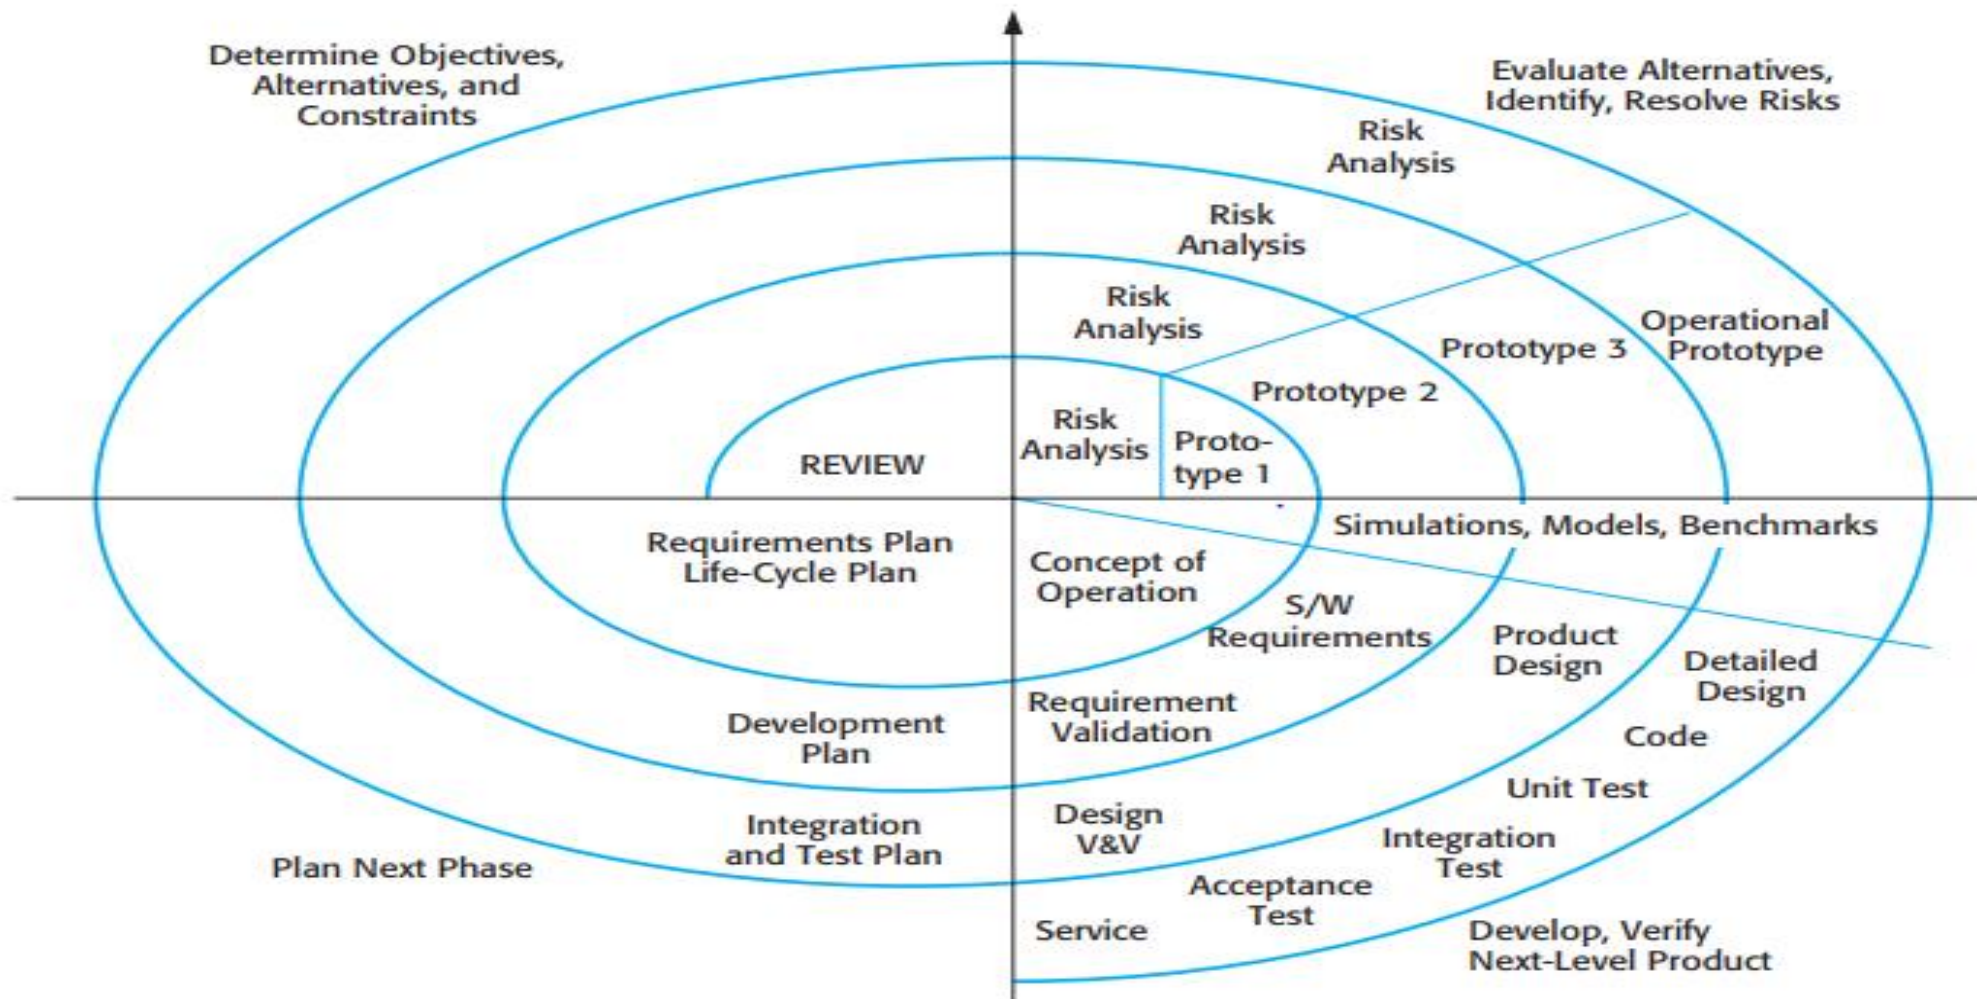 Determine Objectives,
Alternatives, and
Constraints
Evaluate Alternatives,
Identify, Resolve Risks
Risk
Analysis
Risk
Analysis
Risk
Analysis
Risk
Analysis
Operational
Prototype
Prototype 3
Prototype 2
Proto-
type 1
REVIEW
Requirements Plan
Life-Cycle Plan
Simulations, Models, Benchmarks
Concept of
Operation
S/W
Requirements
Product
Design
Detailed
Design
Requirement
Validation
Development
Plan
Code
Unit Test
Design
V&V
Integration
and Test Plan
Integration
Test
Plan Next Phase
Acceptance
Test
Service
Develop, Verify
Next-Level Product